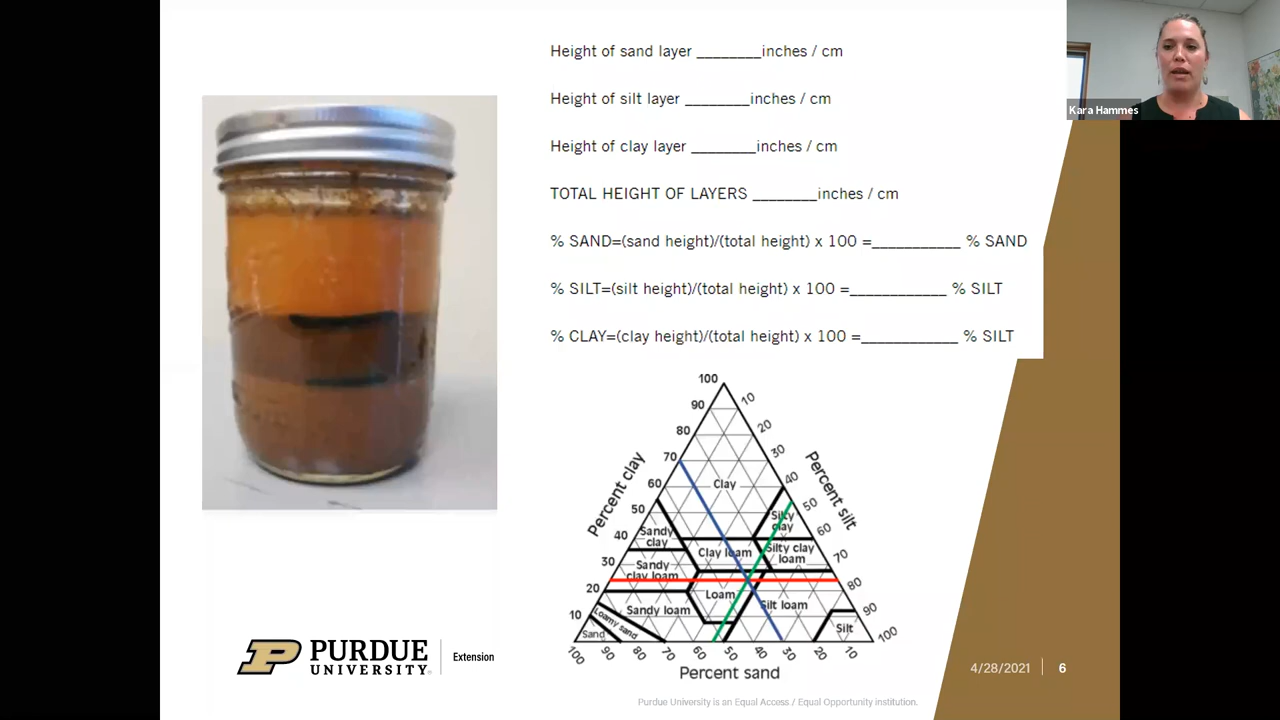 Height of sand layer ________inches / cm
Height of silt layer ________inches / cm
Height of clay layer ________inches / cm
TOTAL HEIGHT OF LAYERS ________inches / cm
% SAND=(sand height)/(total height) x 100 =___________ % SAND
% SILT=(silt height)/(total height) x 100 =____________ % SILT
% CLAY=(clay height)/(total height) x 100 =____________ % SILT
Kara Hammes
Percent clay
100
90
80
70
60
50
40
30
20
10
Percent silt
10
20
30
40
50
60
70
80
90
100
Clay
Silty
clay
Sandy
clay
Clay loam
Silty clay
loam
Sandy
clay loam
Loam
Silt loam
Sandy loam
Loamy sand
Sand
Silt
100
90
80
70
60
50
40
30
20
10
Percent sand
P PURDUE
UNIVERSITY®
Extension
4/28/2021
6
Purdue University is an Equal Access / Equal Opportunity institution.